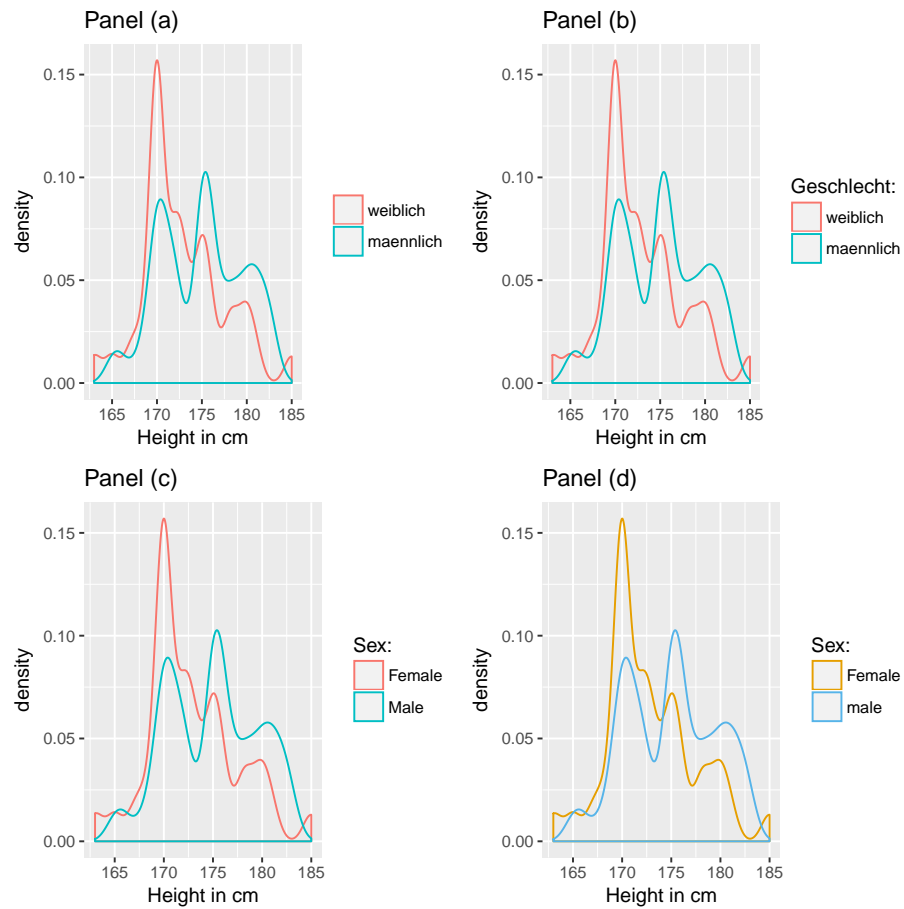 Panel (a)
0.15
0.10
0.05
0.00
density
165 170 175 180 185
Height in cm
weiblich
maennlich
Panel (b)
0.15
0.10
0.05
0.00
density
165 170 175 180 185
Height in cm
Geschlecht:
weiblich
maennlich
Panel (c)
0.15
0.10
0.05
0.00
density
165 170 175 180 185
Height in cm
Sex:
Female
Male
Panel (d)
0.15
0.10
0.05
0.00
density
165 170 175 180 185
Height in cm
Sex:
Female
male